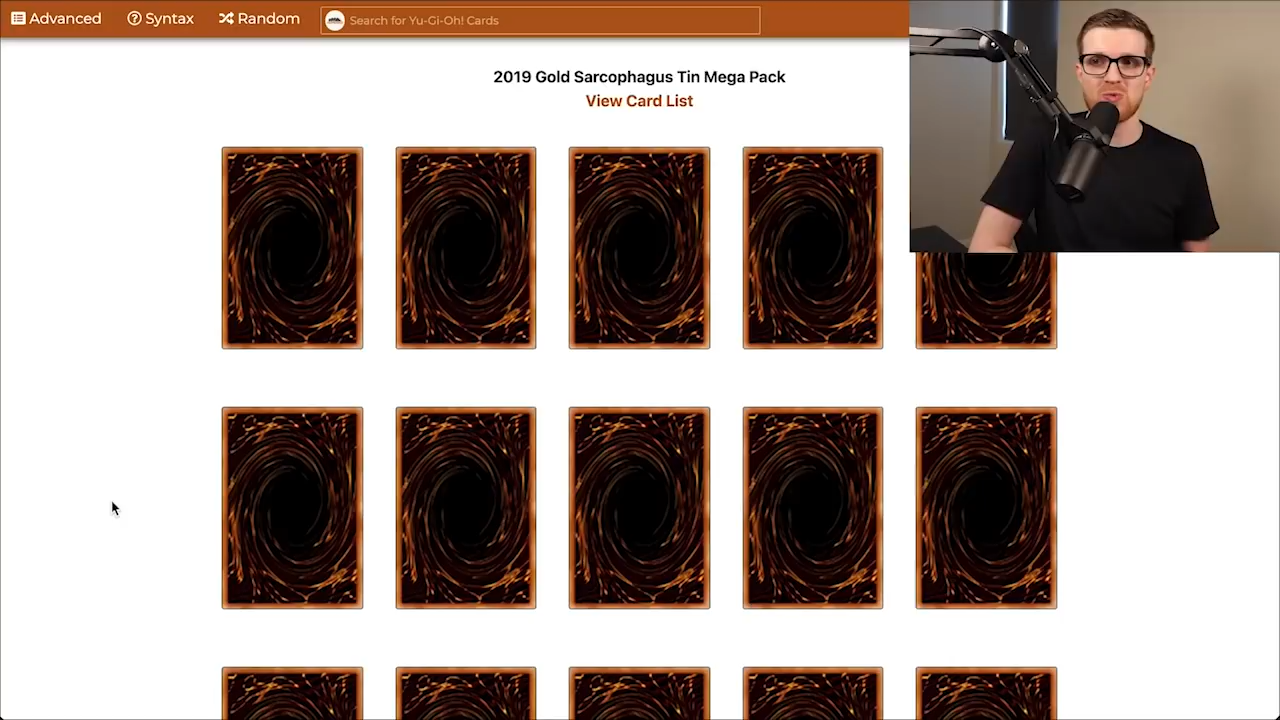 Advanced
Syntax
Random
Search for Yu-Gi-Oh! Cards
2019 Gold Sarcophagus Tin Mega Pack
View Card List